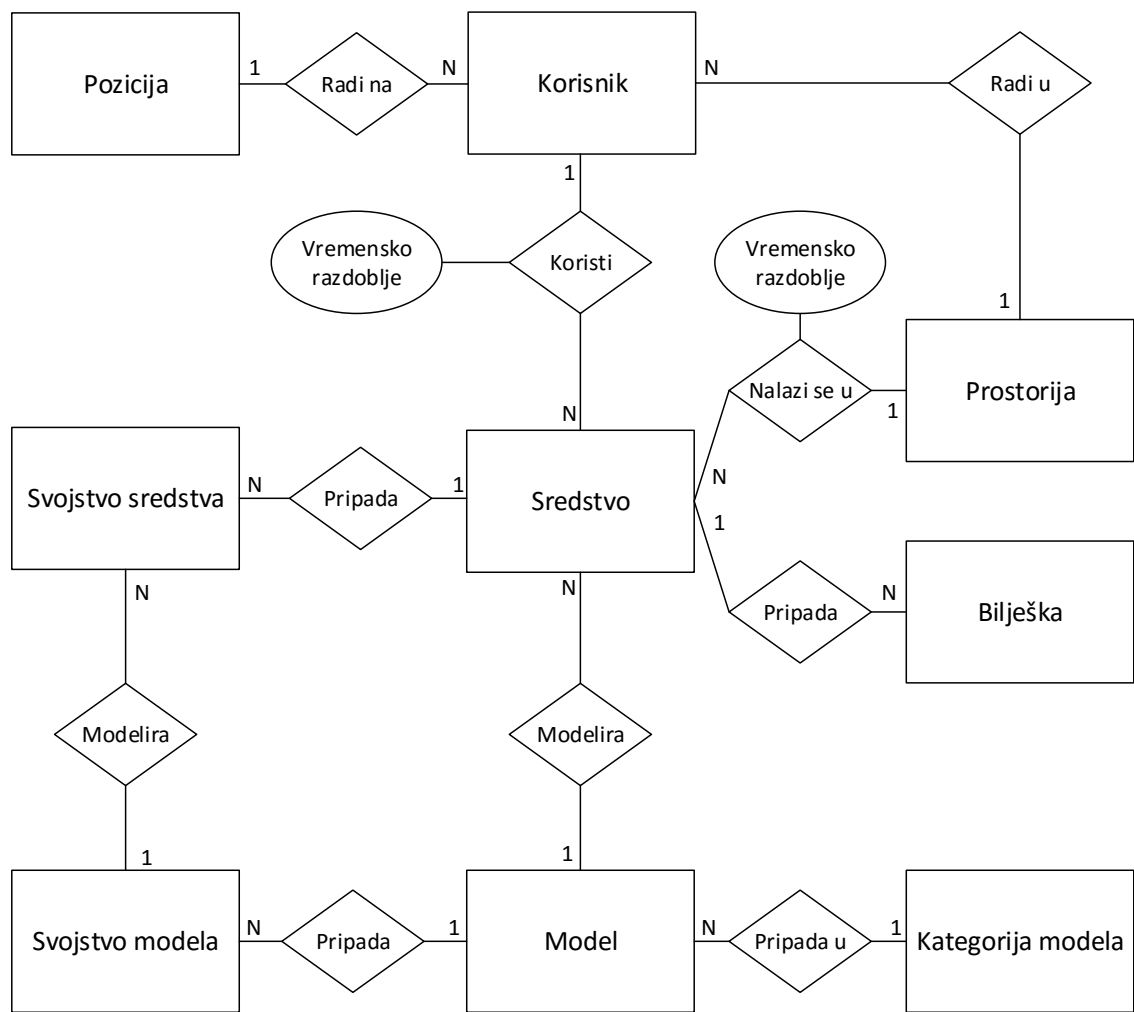 Pozicija
1
Radi na
N
Korisnik
N
Radi u
1
1
Vremensko
razdoblje
Koristi
N
Vremensko
razdoblje
Nalazi se u
N
1
Prostorija
Svojstvo sredstva
N
Pripada
1
Sredstvo
1
Pripada
N
Bilješka
N
Modelira
1
N
Modelira
1
Svojstvo modela
N
Pripada
1
Model
N
Pripada u
1
Kategorija modela